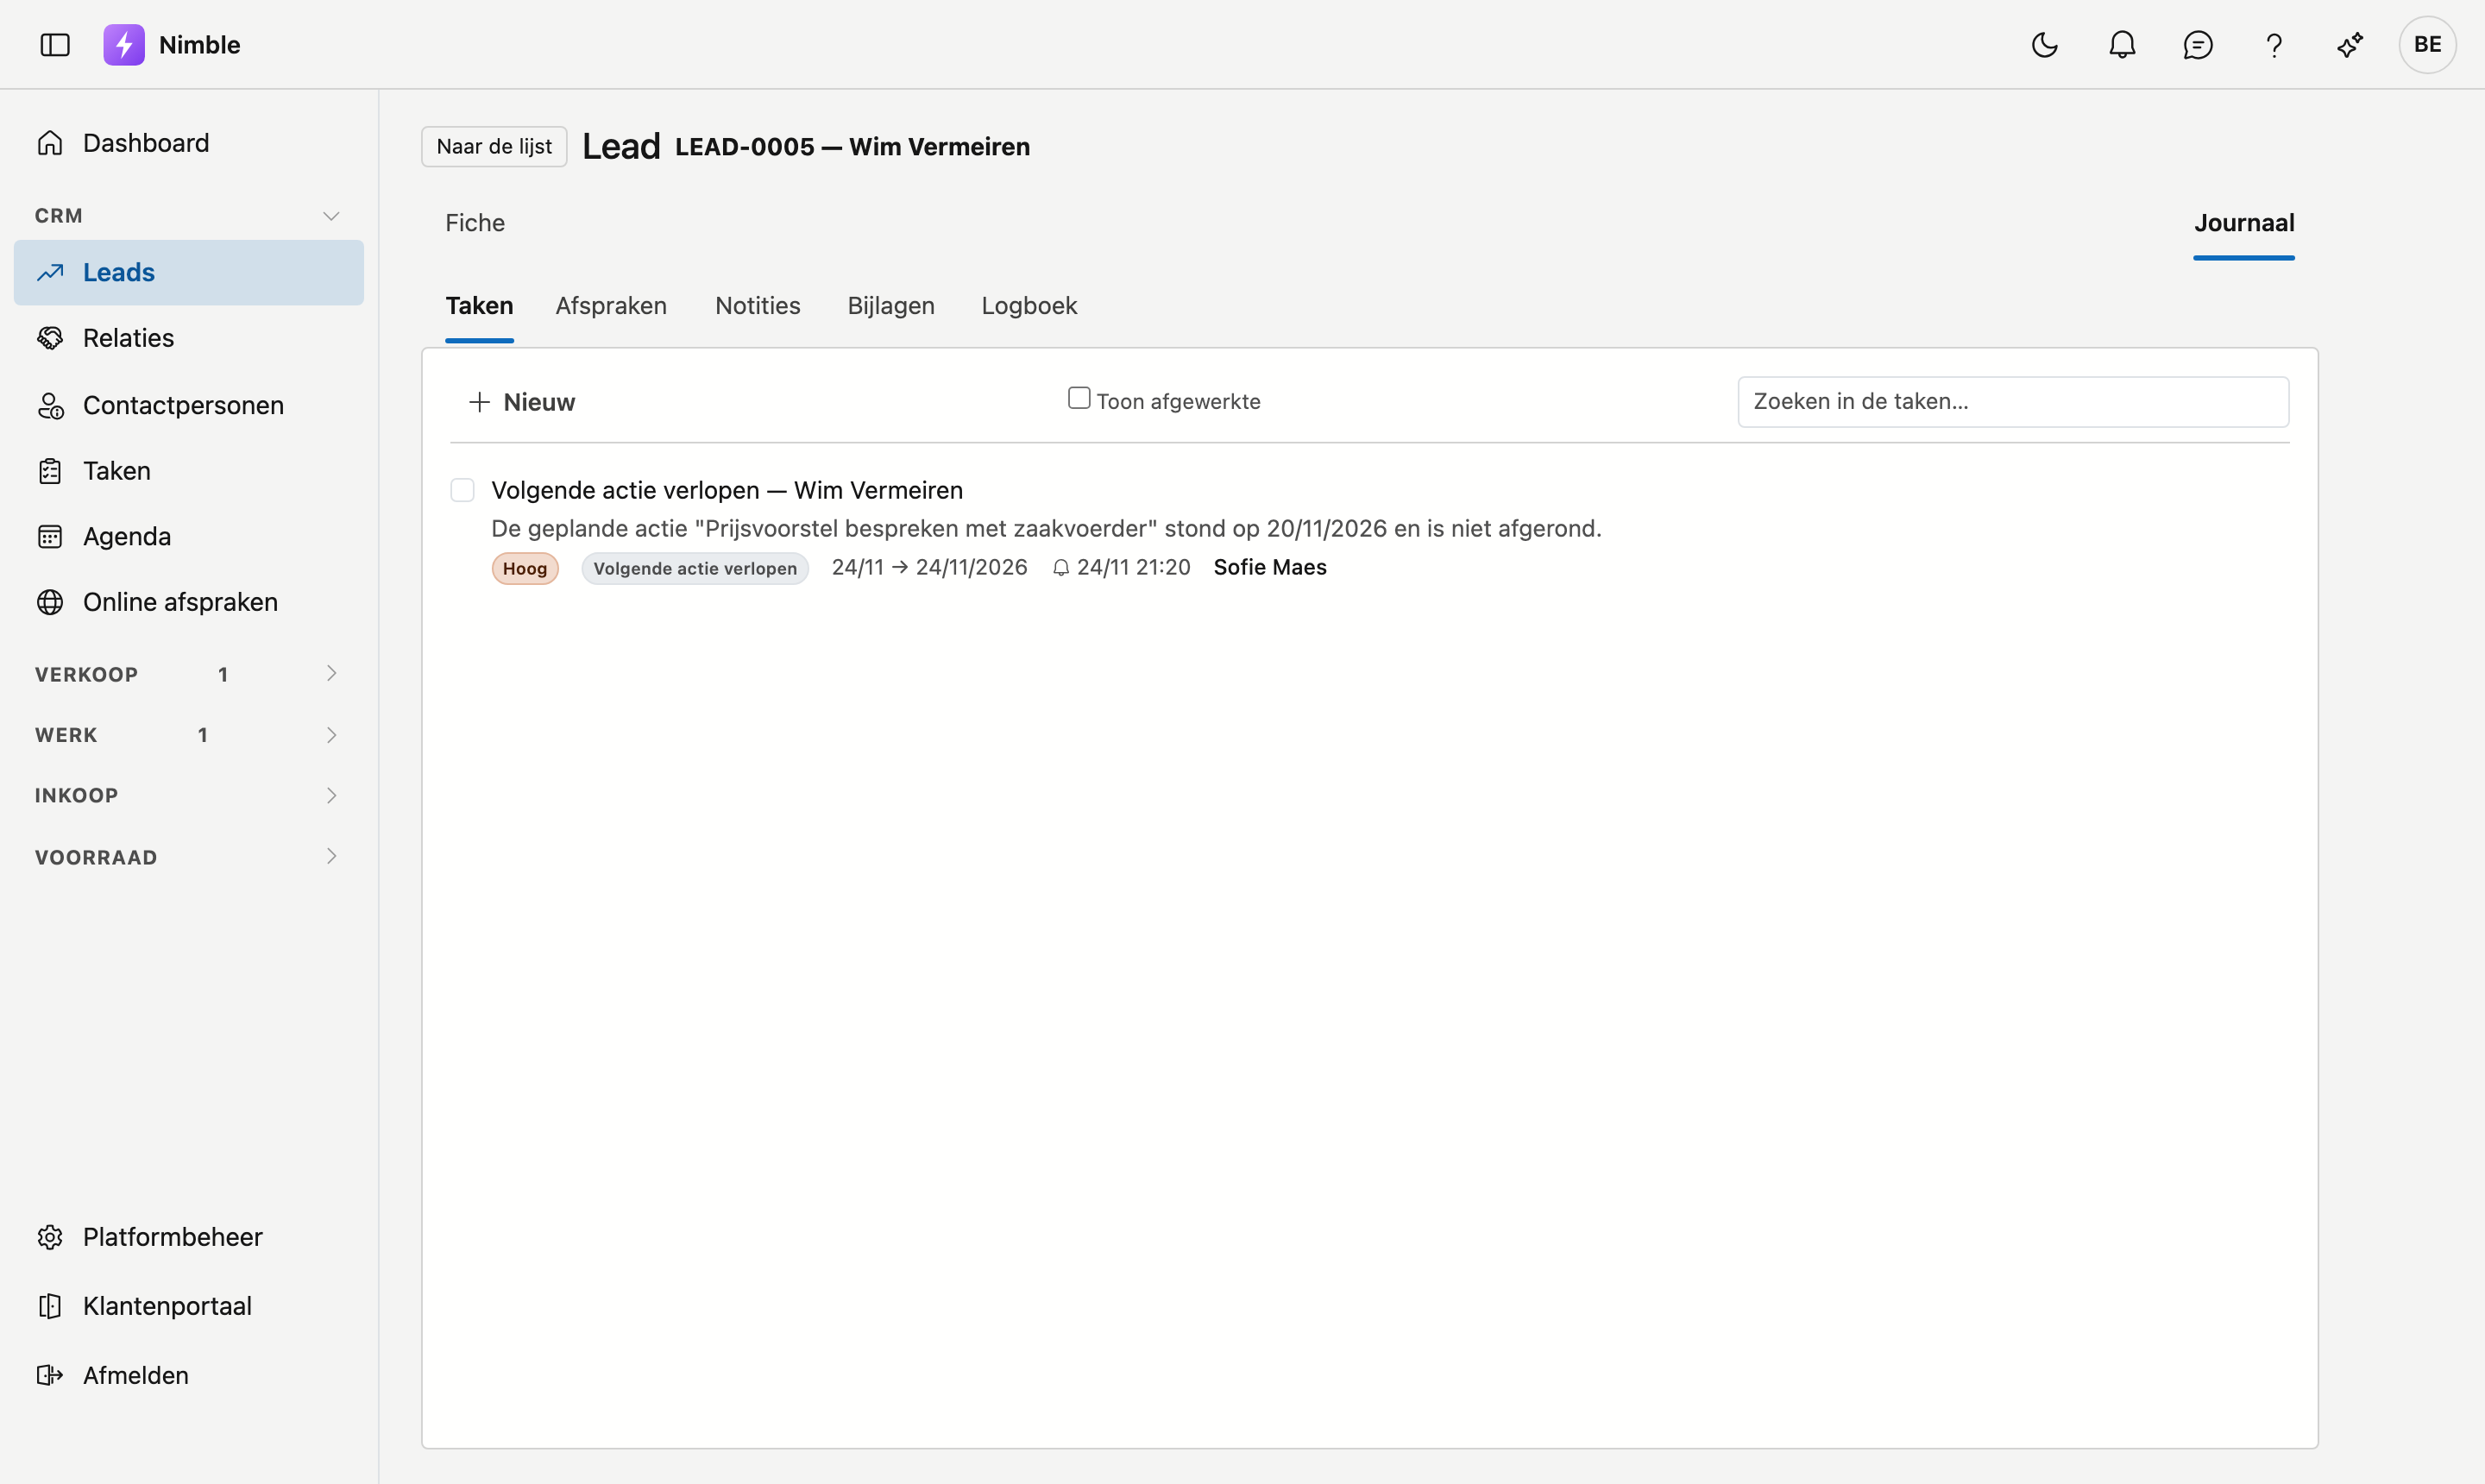 Nimble
BE
Dashboard
CRM
Leads
Relaties
Contactpersonen
Taken
Agenda
Online afspraken
VERKOOP 1
WERK 1
INKOOP
VOORRAAD
Platformbeheer
Klantenportaal
Afmelden
Naar de lijst Lead LEAD-0005 — Wim Vermeiren
Fiche Journaal
Taken Afspraken Notities Bijlagen Logboek
+ Nieuw Toon afgewerkte Zoeken in de taken...
Volgende actie verlopen — Wim Vermeiren
De geplande actie "Prijsvoorstel bespreken met zaakvoerder" stond op 20/11/2026 en is niet afgerond.
Hoog Volgende actie verlopen 24/11 → 24/11/2026 24/11 21:20 Sofie Maes